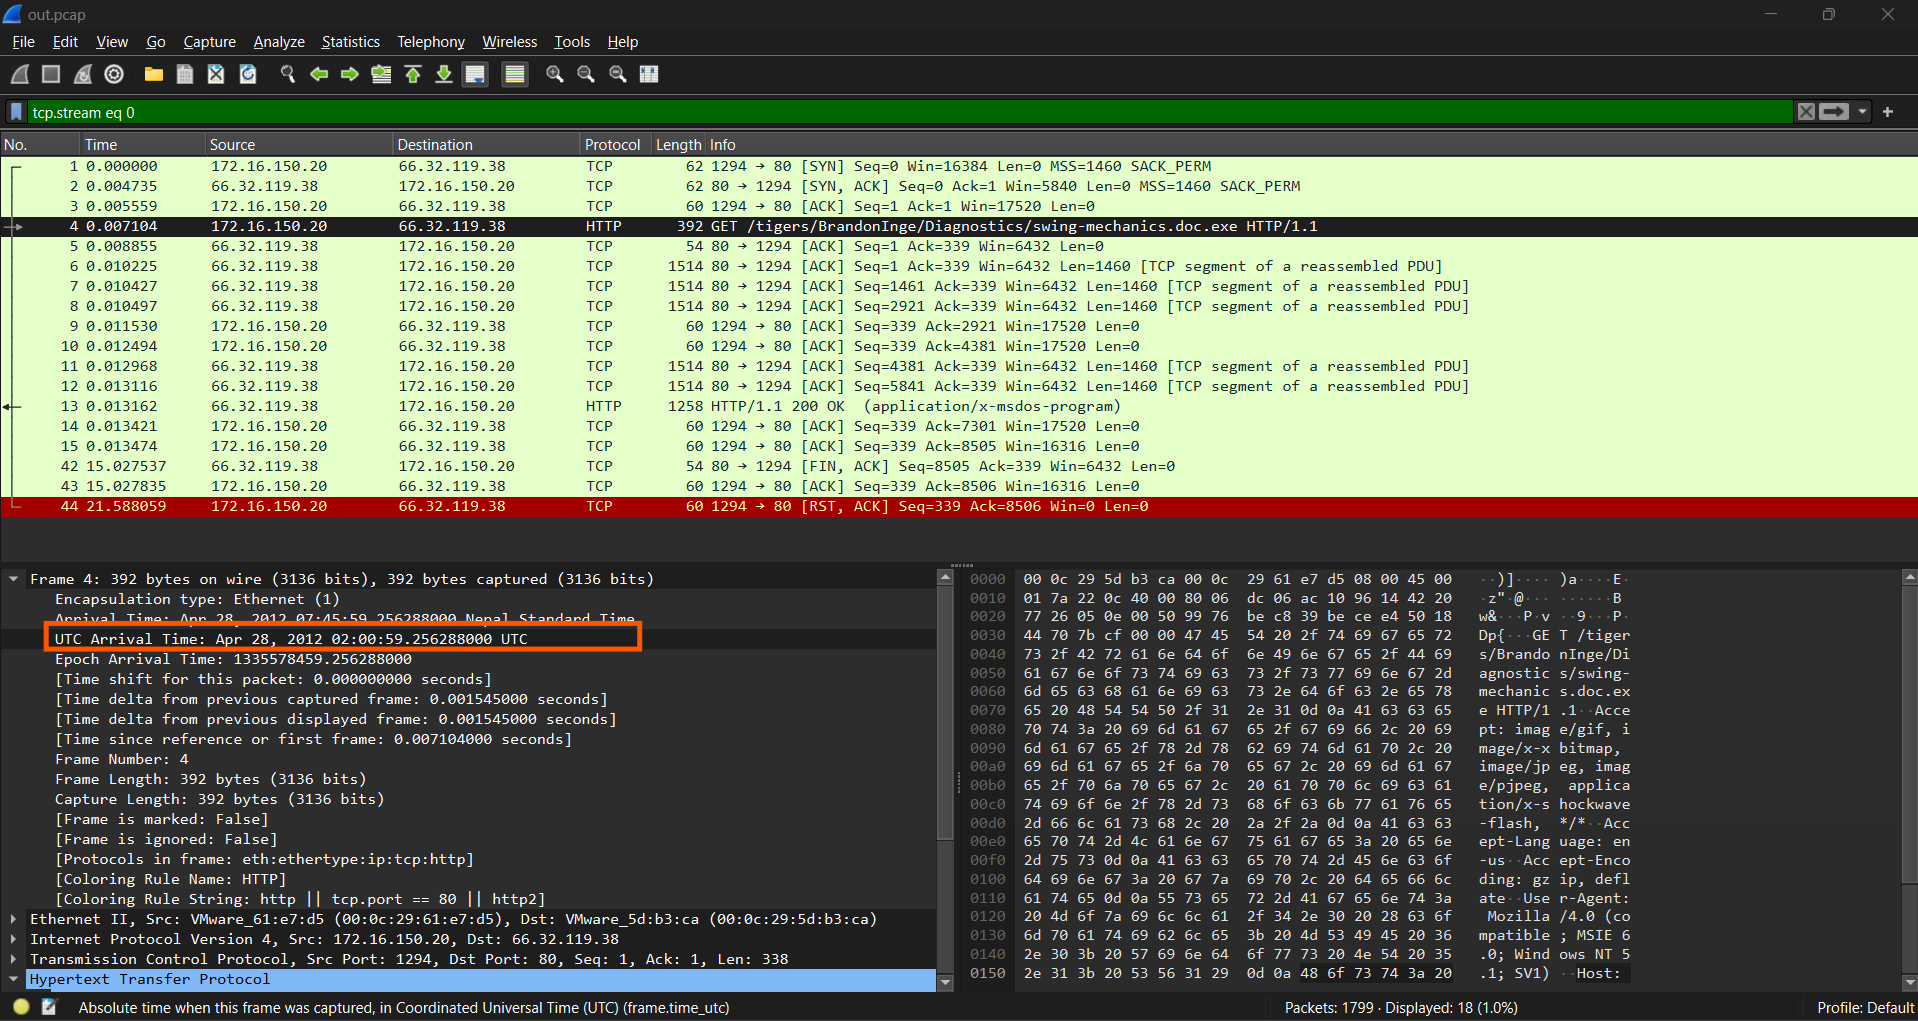 out.pcap
File Edit View Go Capture Analyze Statistics Telephony Wireless Tools Help
tcp.stream eq 0
No. Time Source Destination Protocol Length Info
1 0.000000 172.16.150.20 66.32.119.38 TCP 62 1294 → 80 [SYN] Seq=0 Win=16384 Len=0 MSS=1460 SACK_PERM
2 0.004735 66.32.119.38 172.16.150.20 TCP 62 80 → 1294 [SYN, ACK] Seq=0 Ack=1 Win=5840 Len=0 MSS=1460 SACK_PERM
3 0.005559 172.16.150.20 66.32.119.38 TCP 60 1294 → 80 [ACK] Seq=1 Ack=1 Win=17520 Len=0
4 0.007104 172.16.150.20 66.32.119.38 HTTP 392 GET /tigers/BrandonInge/Diagnostics/swing-mechanics.doc.exe HTTP/1.1
5 0.008855 66.32.119.38 172.16.150.20 TCP 54 80 → 1294 [ACK] Seq=1 Ack=339 Win=6432 Len=0
6 0.010225 66.32.119.38 172.16.150.20 TCP 1514 80 → 1294 [ACK] Seq=1 Ack=339 Win=6432 Len=1460 [TCP segment of a reassembled PDU]
7 0.010427 66.32.119.38 172.16.150.20 TCP 1514 80 → 1294 [ACK] Seq=1461 Ack=339 Win=6432 Len=1460 [TCP segment of a reassembled PDU]
8 0.010497 66.32.119.38 172.16.150.20 TCP 1514 80 → 1294 [ACK] Seq=2921 Ack=339 Win=6432 Len=1460 [TCP segment of a reassembled PDU]
9 0.011530 172.16.150.20 66.32.119.38 TCP 60 1294 → 80 [ACK] Seq=339 Ack=2921 Win=17520 Len=0
10 0.012494 172.16.150.20 66.32.119.38 TCP 60 1294 → 80 [ACK] Seq=339 Ack=4381 Win=17520 Len=0
11 0.012968 66.32.119.38 172.16.150.20 TCP 1514 80 → 1294 [ACK] Seq=4381 Ack=339 Win=6432 Len=1460 [TCP segment of a reassembled PDU]
12 0.013116 66.32.119.38 172.16.150.20 TCP 1514 80 → 1294 [ACK] Seq=5841 Ack=339 Win=6432 Len=1460 [TCP segment of a reassembled PDU]
13 0.013162 66.32.119.38 172.16.150.20 HTTP 1258 HTTP/1.1 200 OK  (application/x-msdos-program)
14 0.013421 172.16.150.20 66.32.119.38 TCP 60 1294 → 80 [ACK] Seq=339 Ack=7301 Win=17520 Len=0
15 0.013474 172.16.150.20 66.32.119.38 TCP 60 1294 → 80 [ACK] Seq=339 Ack=8505 Win=16316 Len=0
42 15.027537 66.32.119.38 172.16.150.20 TCP 54 80 → 1294 [FIN, ACK] Seq=8505 Ack=339 Win=6432 Len=0
43 15.027835 172.16.150.20 66.32.119.38 TCP 60 1294 → 80 [ACK] Seq=339 Ack=8506 Win=16316 Len=0
44 21.588059 172.16.150.20 66.32.119.38 TCP 60 1294 → 80 [RST, ACK] Seq=339 Ack=8506 Win=0 Len=0
Frame 4: 392 bytes on wire (3136 bits), 392 bytes captured (3136 bits)
Encapsulation type: Ethernet (1)
Arrival Time: Apr 28, 2012 07:45:59.256288000 Nepal Standard Time
UTC Arrival Time: Apr 28, 2012 02:00:59.256288000 UTC
Epoch Arrival Time: 1335578459.256288000
[Time shift for this packet: 0.000000000 seconds]
[Time delta from previous captured frame: 0.001545000 seconds]
[Time delta from previous displayed frame: 0.001545000 seconds]
[Time since reference or first frame: 0.007104000 seconds]
Frame Number: 4
Frame Length: 392 bytes (3136 bits)
Capture Length: 392 bytes (3136 bits)
[Frame is marked: False]
[Frame is ignored: False]
[Protocols in frame: eth:ethertype:ip:tcp:http]
[Coloring Rule Name: HTTP]
[Coloring Rule String: http || tcp.port == 80 || http2]
Ethernet II, Src: VMware_61:e7:d5 (00:0c:29:61:e7:d5), Dst: VMware_5d:b3:ca (00:0c:29:5d:b3:ca)
Internet Protocol Version 4, Src: 172.16.150.20, Dst: 66.32.119.38
Transmission Control Protocol, Src Port: 1294, Dst Port: 80, Seq: 1, Ack: 1, Len: 338
Hypertext Transfer Protocol
0000 00 0c 29 5d b3 ca 00 0c 29 61 e7 d5 08 00 45 00 ··)]···· )a····E·
0010 01 7a 22 0c 40 00 80 06 dc 06 ac 10 96 14 42 20 ·z"·@··· ······B
0020 77 26 05 0e 00 50 99 76 be c8 39 be ce e4 50 18 w&···P·v ··9···P·
0030 44 70 7b cf 00 00 47 45 54 20 2f 74 69 67 65 72 Dp{···GE T /tiger
0040 73 2f 42 72 61 6e 64 6f 6e 49 6e 67 65 2f 44 69 s/Brando nInge/Di
0050 61 67 6e 6f 73 74 69 63 73 2f 73 77 69 6e 67 2d agnostic s/swing-
0060 6d 65 63 68 61 6e 69 63 73 2e 64 6f 63 2e 65 78 mechanic s.doc.ex
0070 65 20 48 54 54 50 2f 31 2e 31 0d 0a 41 63 63 65 e HTTP/1 .1··Acce
0080 70 74 3a 20 69 6d 61 67 65 2f 67 69 66 2c 20 69 pt: imag e/gif, i
0090 6d 61 67 65 2f 78 2d 78 62 69 74 6d 61 70 2c 20 mage/x-x bitmap,
00a0 69 6d 61 67 65 2f 6a 70 65 67 2c 20 69 6d 61 67 image/jp eg, imag
00b0 65 2f 70 6a 70 65 67 2c 20 61 70 70 6c 69 63 61 e/pjpeg,  applica
00c0 74 69 6f 6e 2f 78 2d 73 68 6f 63 6b 77 61 76 65 tion/x-s hockwave
00d0 2d 66 6c 61 73 68 2c 20 2a 2f 2a 0d 0a 41 63 63 -flash,  */*··Acc
00e0 65 70 74 2d 4c 61 6e 67 75 61 67 65 3a 20 65 6e ept-Lang uage: en
00f0 2d 75 73 0d 0a 41 63 63 65 70 74 2d 45 6e 63 6f -us··Acc ept-Enco
0100 64 69 6e 67 3a 20 67 7a 69 70 2c 20 64 65 66 6c ding: gz ip, defl
0110 61 74 65 0d 0a 55 73 65 72 2d 41 67 65 6e 74 3a ate··Use r-Agent:
0120 20 4d 6f 7a 69 6c 6c 61 2f 34 2e 30 20 28 63 6f Mozilla /4.0 (co
0130 6d 70 61 74 69 62 6c 65 3b 20 4d 53 49 45 20 36 mpatible ; MSIE 6
0140 2e 30 3b 20 57 69 6e 64 6f 77 73 20 4e 54 20 35 .0; Wind ows NT 5
0150 2e 31 3b 20 53 56 31 29 0d 0a 48 6f 73 74 3a 20 .1; SV1) ··Host:
Absolute time when this frame was captured, in Coordinated Universal Time (UTC) (frame.time_utc)
Packets: 1799 · Displayed: 18 (1.0%)
Profile: Default